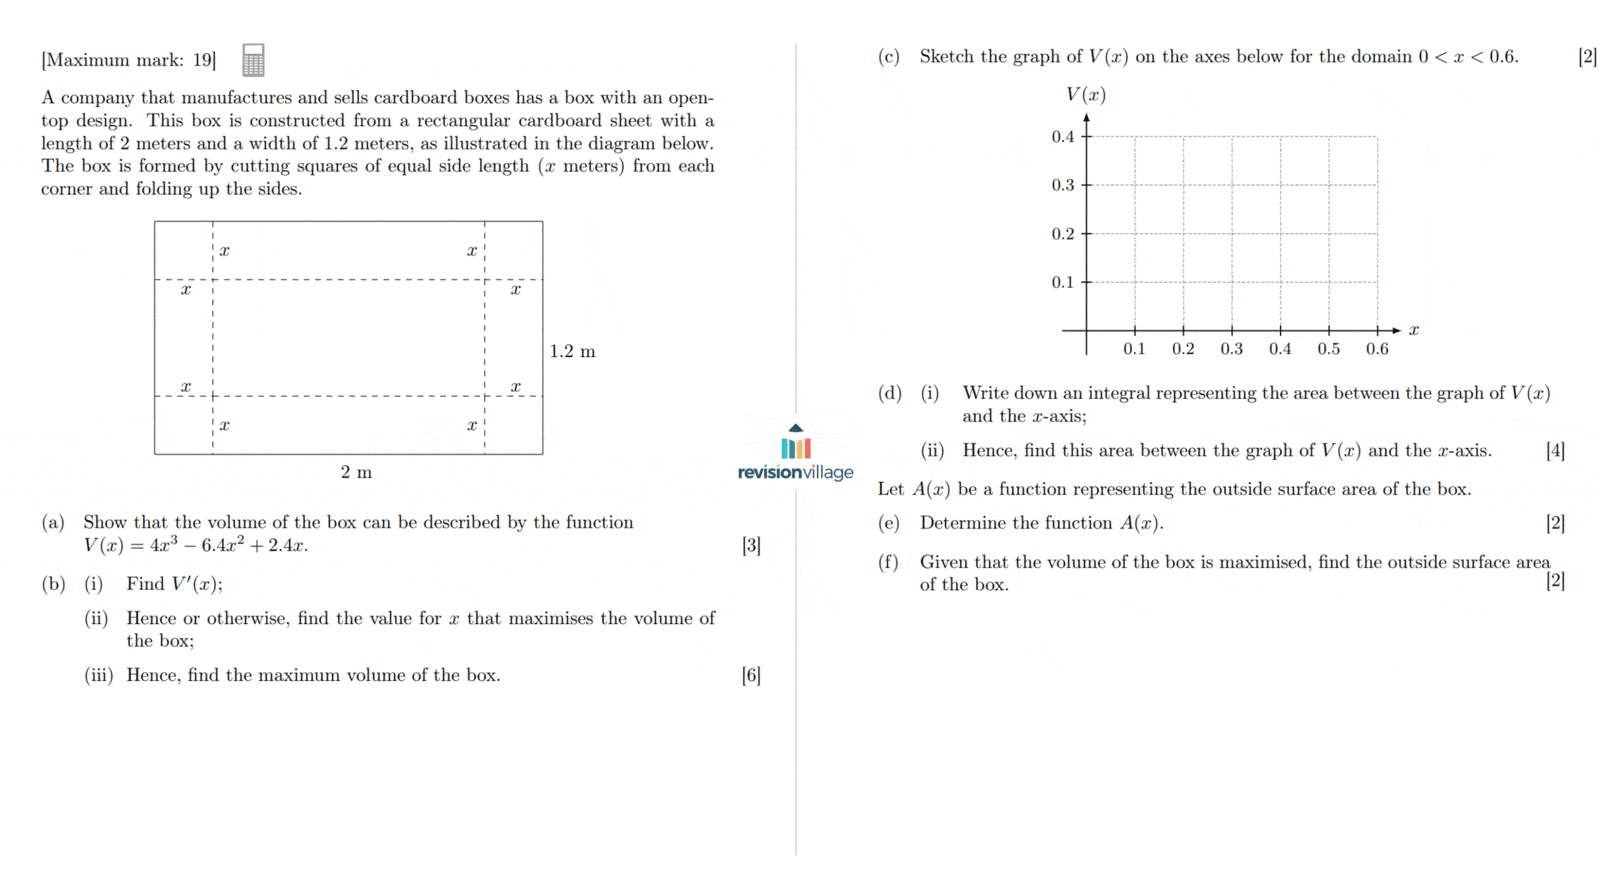 [Maximum mark: 19]
A company that manufactures and sells cardboard boxes has a box with an open-
top design. This box is constructed from a rectangular cardboard sheet with a
length of 2 meters and a width of 1.2 meters, as illustrated in the diagram below.
The box is formed by cutting squares of equal side length (x meters) from each
corner and folding up the sides.
x x
x x
1.2 m
x x
x x
2 m
(a) Show that the volume of the box can be described by the function
V(x) = 4x³ − 6.4x² + 2.4x. [3]
(b) (i) Find V′(x);
(ii) Hence or otherwise, find the value for x that maximises the volume of
the box;
(iii) Hence, find the maximum volume of the box. [6]
revisionvillage
(c) Sketch the graph of V(x) on the axes below for the domain 0 < x < 0.6. [2]
V(x)
0.4
0.3
0.2
0.1
x
0.1 0.2 0.3 0.4 0.5 0.6
(d) (i) Write down an integral representing the area between the graph of V(x)
and the x-axis;
(ii) Hence, find this area between the graph of V(x) and the x-axis. [4]
Let A(x) be a function representing the outside surface area of the box.
(e) Determine the function A(x). [2]
(f) Given that the volume of the box is maximised, find the outside surface area
of the box. [2]